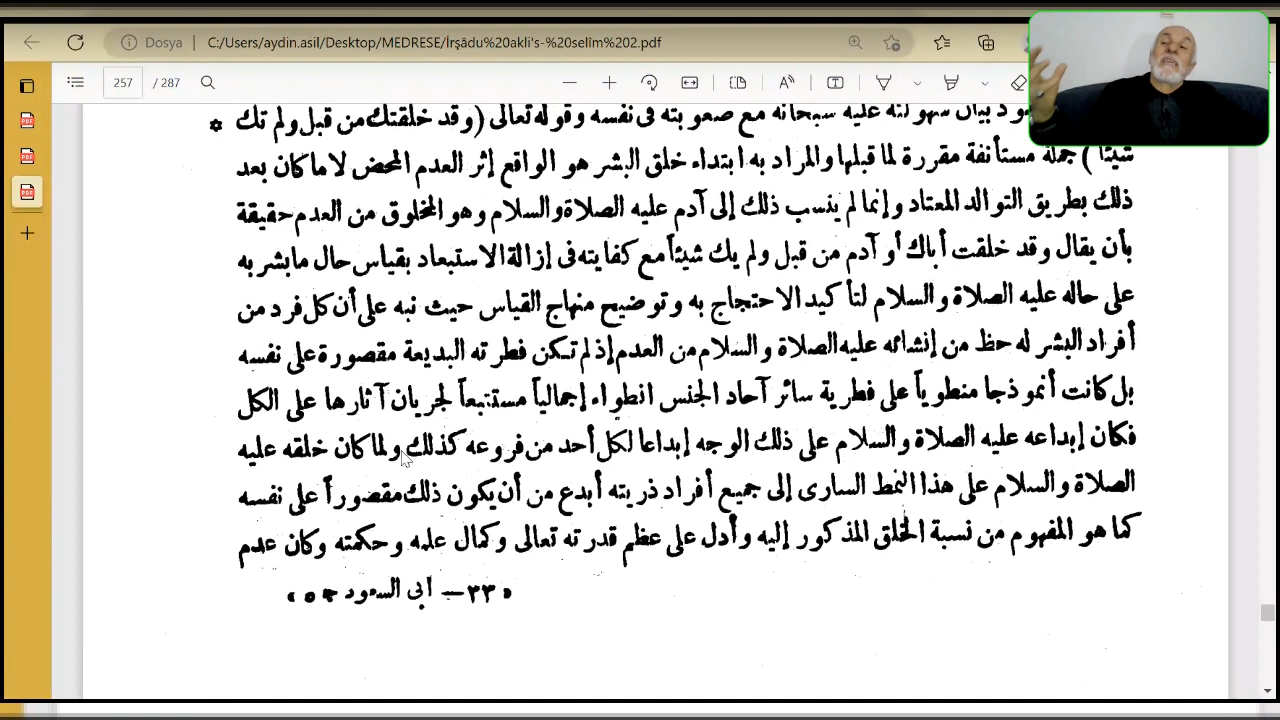 Dosya C:/Users/aydin.asil/Desktop/MEDRESE/İrşâdu%20akli's-%20selîm%202.pdf
257 / 287
بيان سهولته عليه سبحانه مع صعوبته فى نفسه وقوله تعالى (وقد خلقتك من قبل ولم تك *
شيئاً) جملة مستأنفة مقررة لما قبلها والمراد به ابتداء خلق البشر هو الواقع إثر العدم المحض لا ما كان بعد
ذلك بطريق التوالد المعتاد وإنما لم ينسب ذلك إلى آدم عليه الصلاة والسلام وهو المخلوق من العدم حقيقة
بأن يقال وقد خلقت أباك أو آدم من قبل ولم يك شيئاً مع كفايته فى إزالة الاستبعاد بقياس حال ما بشر به
على حاله عليه الصلاة والسلام لتأكيد الاحتجاج به وتوضيح منهاج القياس حيث نبه على أن كل فرد من
أفراد البشر له حظ من إنشائه عليه الصلاة والسلام من العدم إذ لم تكن فطرته البديعة مقصورة على نفسه
بل كانت أنموذجا منطوياً على فطرية سائر آحاد الجنس انطواء إجمالياً مستتبعاً لجريان آثارها على الكل
فكان إبداعه عليه الصلاة والسلام على ذلك الوجه إبداعا لكل أحد من فروعه كذلك ولما كان خلقه عليه
الصلاة والسلام على هذا النمط السارى إلى جميع أفراد ذريته أبدع من أن يكون ذلك مقصوراً على نفسه
كما هو المفهوم من نسبة الخلق المذكور إليه وأدل على عظم قدرته تعالى وكمال علمه وحكمته وكان عدم
« ٣٣ — ابى السعود ج ٥ »